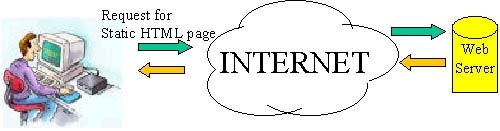 Request for
Static HTML page
INTERNET
Web
Server